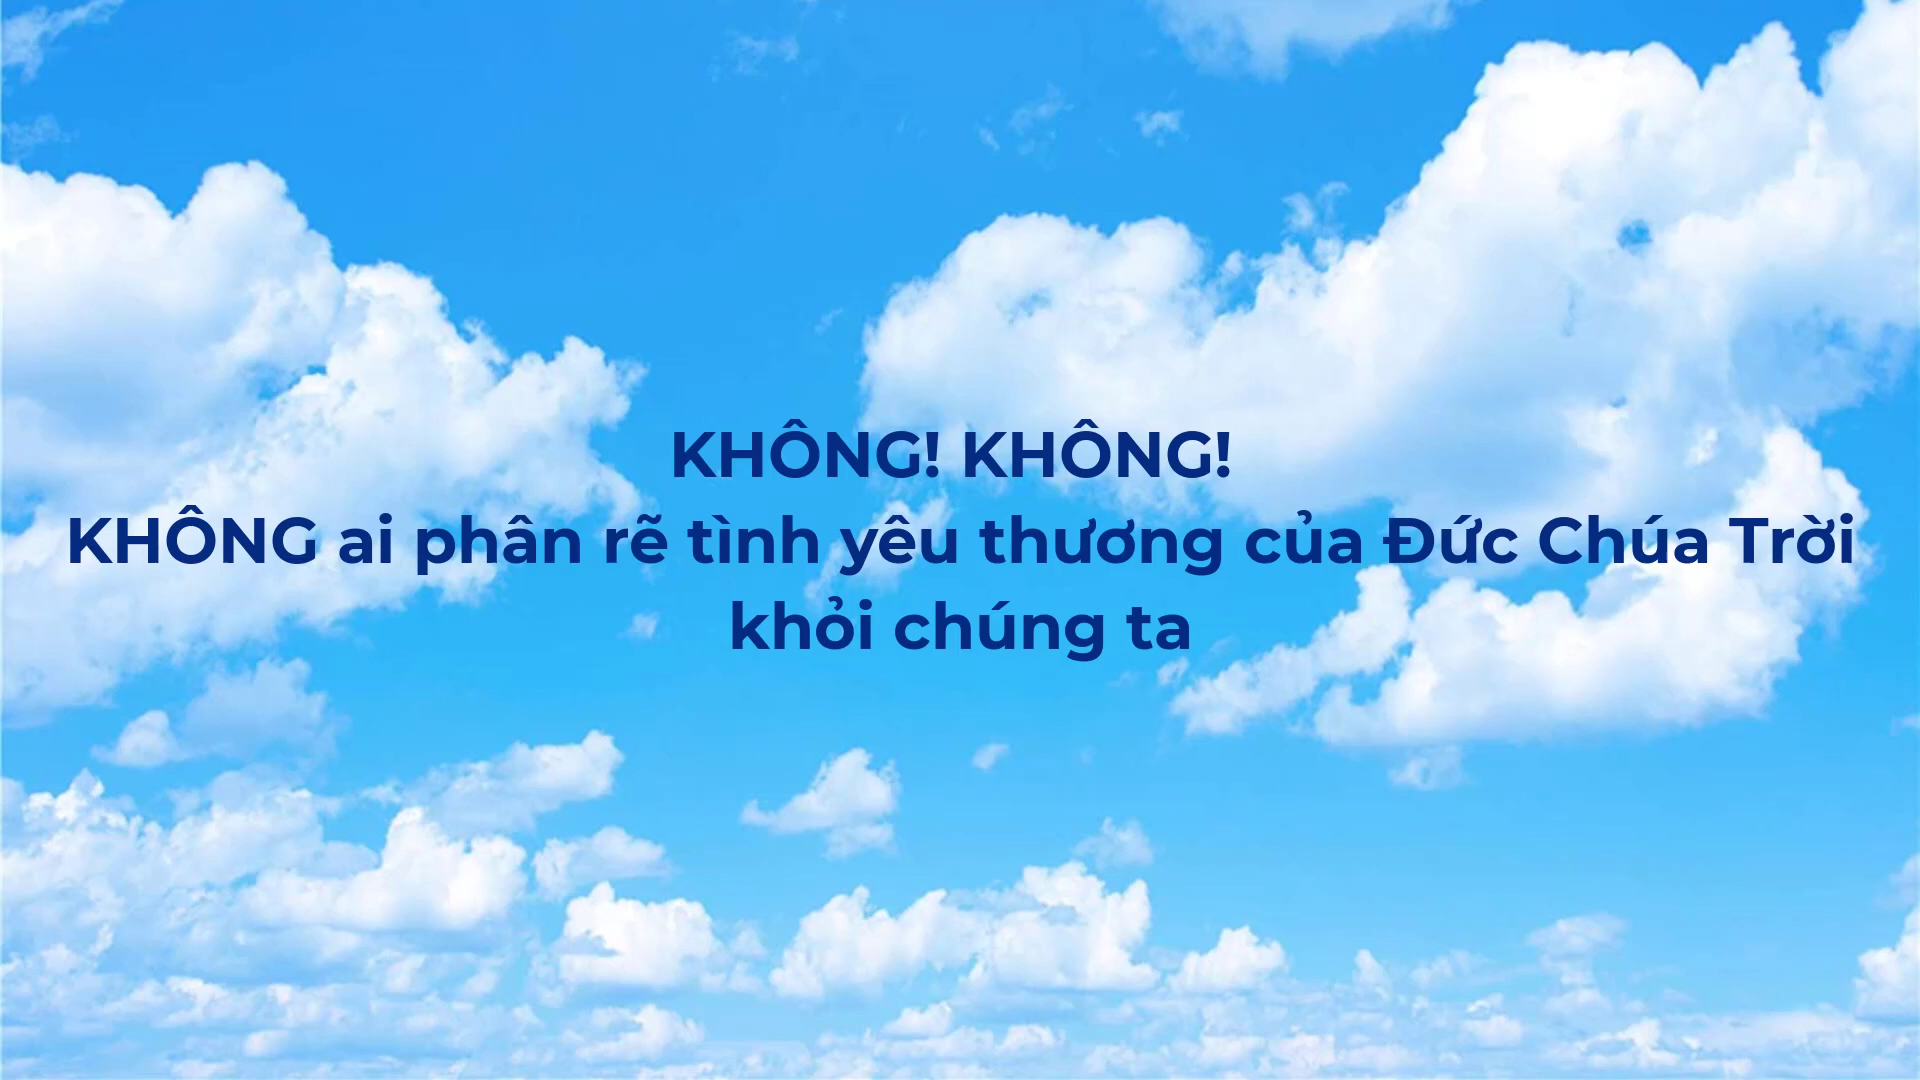 KHÔNG! KHÔNG!
KHÔNG ai phân rẽ tình yêu thương của Đức Chúa Trời
khỏi chúng ta